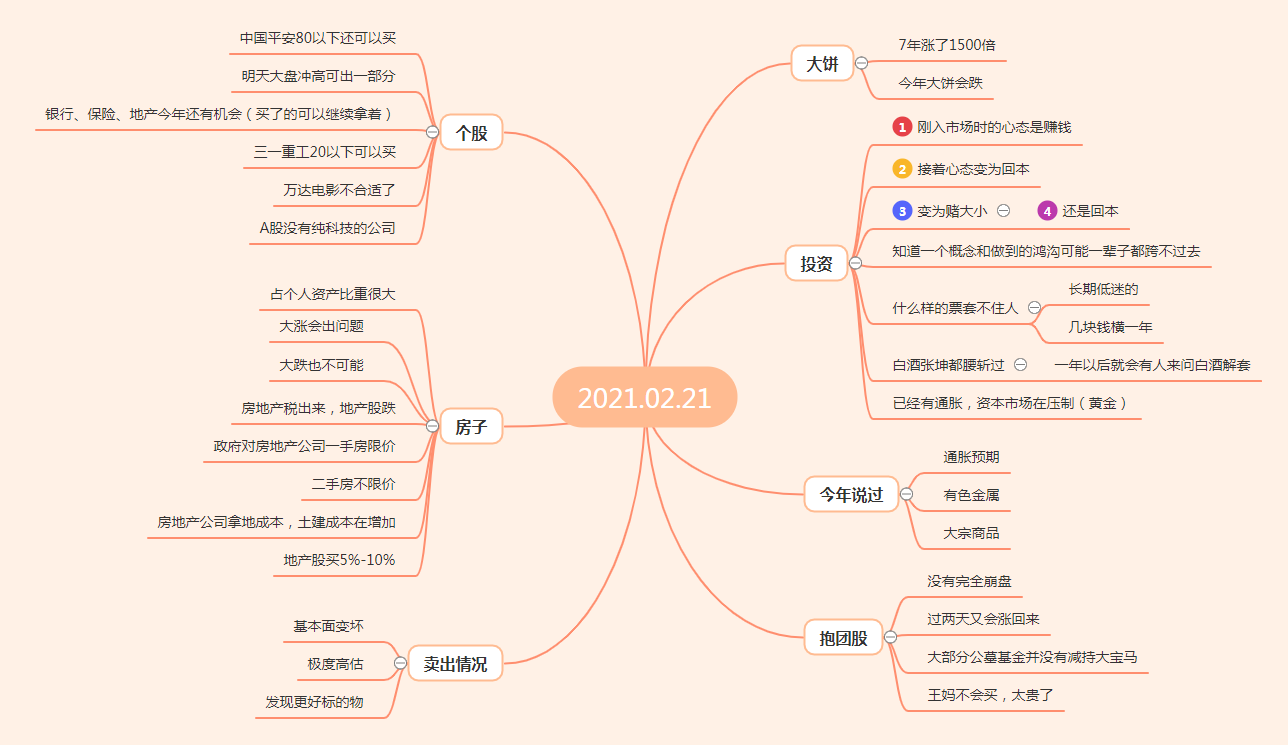 2021.02.21
大饼
7年涨了1500倍
今年大饼会跌
投资
1 刚入市场时的心态是赚钱
2 接着心态变为回本
3 变为赌大小
4 还是回本
知道一个概念和做到的鸿沟可能一辈子都跨不过去
什么样的票套不住人
长期低迷的
几块钱横一年
白酒张坤都腰斩过
一年以后就会有人来问白酒解套
已经有通胀，资本市场在压制（黄金）
今年说过
通胀预期
有色金属
大宗商品
抱团股
没有完全崩盘
过两天又会涨回来
大部分公墓基金并没有减持大宝马
王妈不会买，太贵了
个股
中国平安80以下还可以买
明天大盘冲高可出一部分
银行、保险、地产今年还有机会（买了的可以继续拿着）
三一重工20以下可以买
万达电影不合适了
A股没有纯科技的公司
房子
占个人资产比重很大
大涨会出问题
大跌也不可能
房地产税出来，地产股跌
政府对房地产公司一手房限价
二手房不限价
房地产公司拿地成本，土建成本在增加
地产股买5%-10%
卖出情况
基本面变坏
极度高估
发现更好标的物